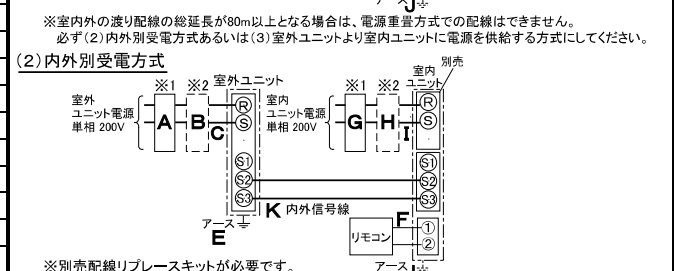 アース
J
※室内外の渡り配線の総延長が80m以上となる場合は、電源重畳方式での配線はできません。
必ず(2)内外別受電方式あるいは(3)室外ユニットより室内ユニットに電源を供給する方式にしてください。
(2)内外別受電方式
※1 ※2 室外ユニット
※1 ※2 室内ユニット
別売
室外
ユニット電源
単相 200V
A
B
C
R
S
S1
S2
S3
室内
ユニット電源
単相 200V
G
H
I
R
S
S1
S2
S3
K 内外信号線
アース
E
F
リモコン
①
②
アース
※別売配線リプレースキットが必要です。